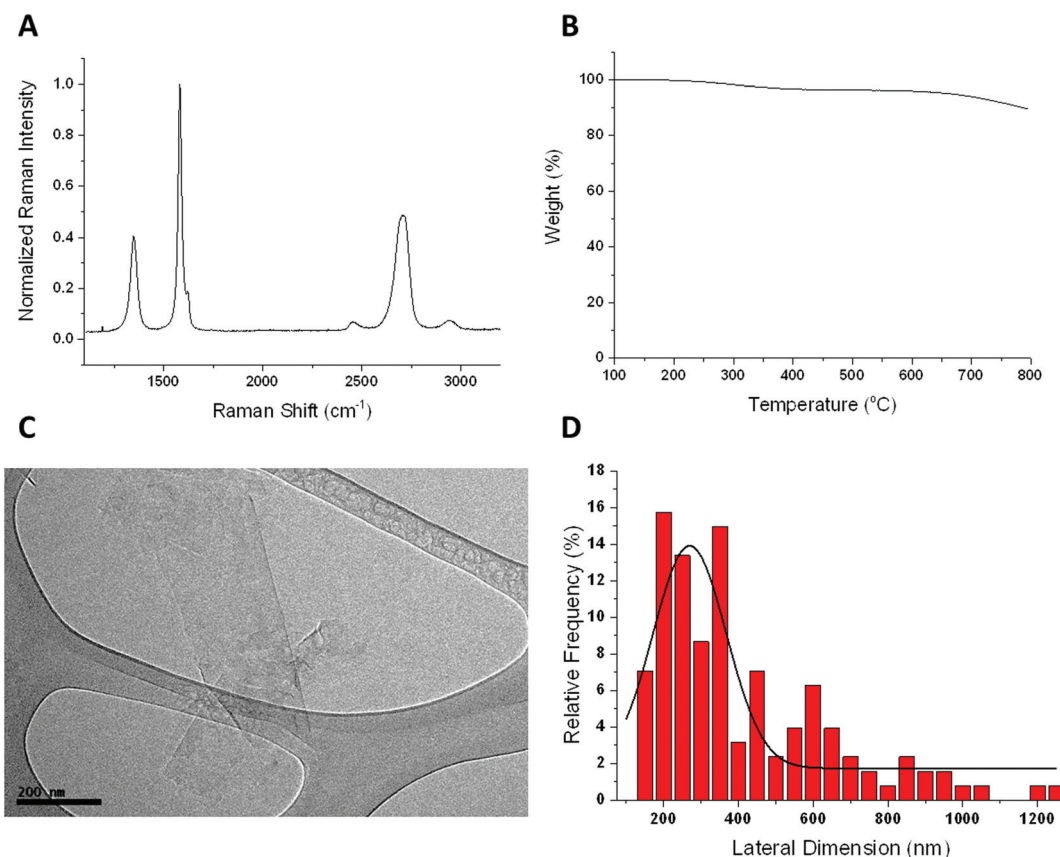 A
1.0
0.8
0.6
0.4
0.2
0.0
Normalized Raman Intensity
1500 2000 2500 3000
Raman Shift (cm⁻¹)
B
100
80
60
40
20
0
Weight (%)
100 200 300 400 500 600 700 800
Temperature (°C)
C
200 nm
D
18
16
14
12
10
8
6
4
2
0
Relative Frequency (%)
200 400 600 800 1000 1200
Lateral Dimension (nm)